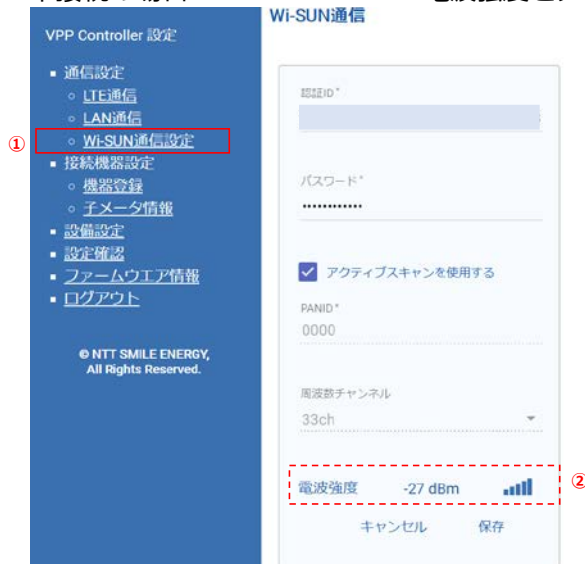 Wi-SUN通信
VPP Controller 設定
通信設定
LTE通信
LAN通信
①
Wi-SUN通信設定
接続機器設定
機器登録
子メータ情報
設備設定
設定確認
ファームウエア情報
ログアウト
© NTT SMILE ENERGY,
All Rights Reserved.
認証ID*
パスワード*
••••••••••••
アクティブスキャンを使用する
PANID*
0000
周波数チャンネル
33ch
電波強度 -27 dBm
②
キャンセル 保存